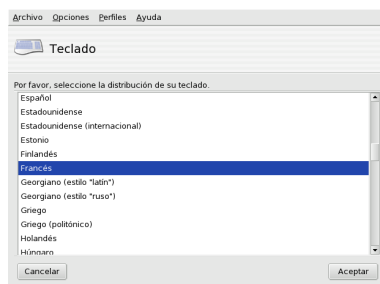 Archivo Opciones Perfiles Ayuda
Teclado
Por favor, seleccione la distribución de su teclado.
Español
Estadounidense
Estadounidense (internacional)
Estonio
Finlandés
Francés
Georgiano (estilo "latín")
Georgiano (estilo "ruso")
Griego
Griego (politónico)
Holandés
Húngaro
Cancelar Aceptar